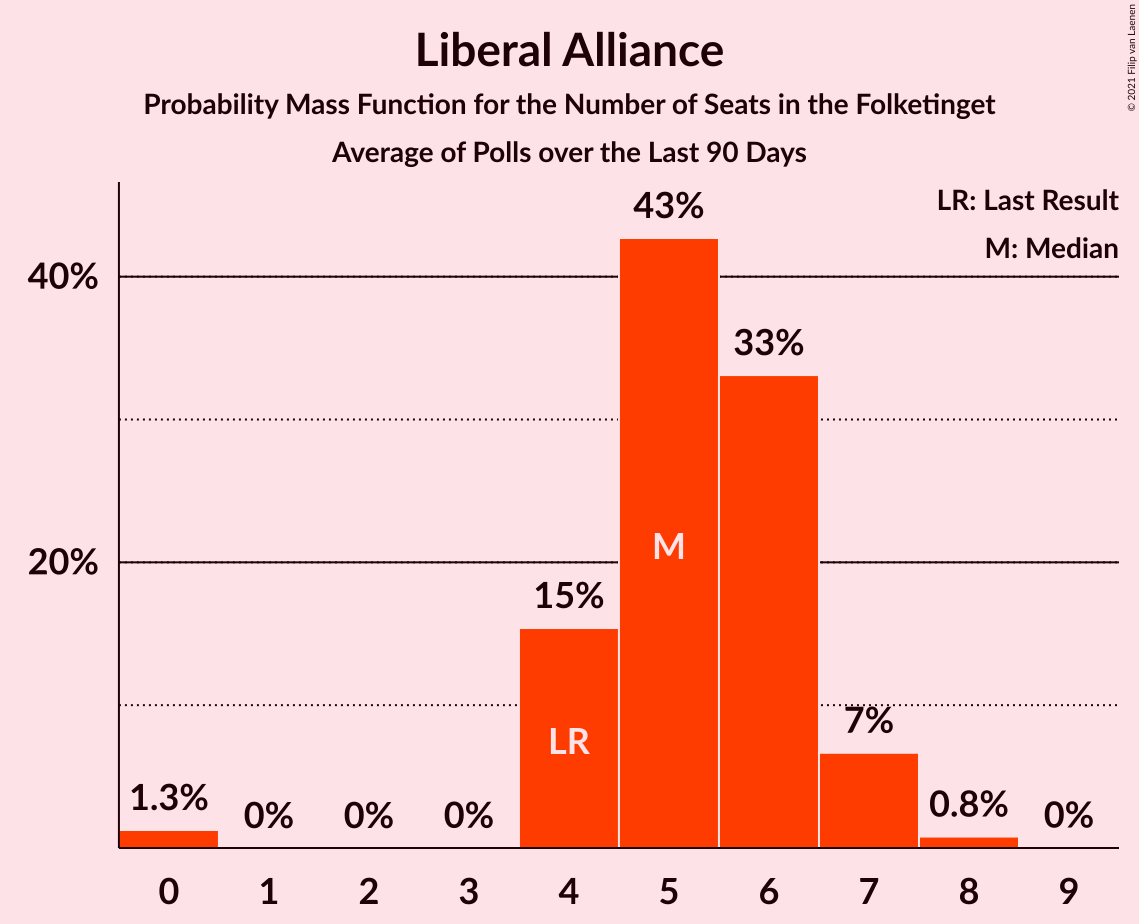 Liberal Alliance
Probability Mass Function for the Number of Seats in the Folketinget
Average of Polls over the Last 90 Days
© 2021 Filip van Laenen
LR: Last Result
M: Median
43%
40%
33%
M
20%
15%
LR
7%
1.3%
0%
0%
0%
0.8%
0%
0 1 2 3 4 5 6 7 8 9